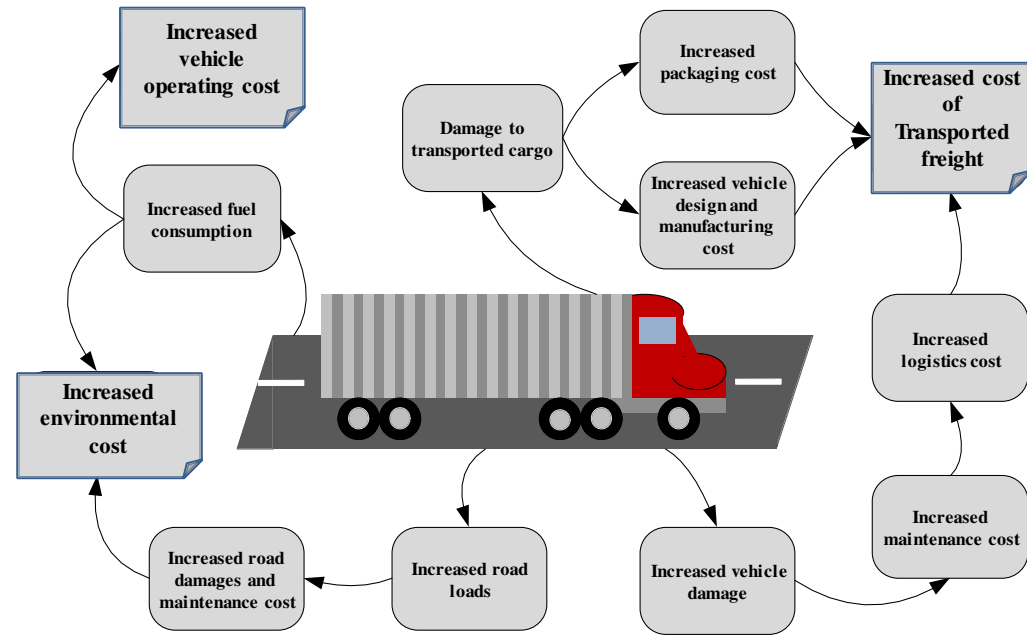 Increased
vehicle
operating cost
Increased
packaging cost
Increased cost
of
Transported
freight
Damage to
transported cargo
Increased vehicle
design and
manufacturing
cost
Increased fuel
consumption
Increased
logistics cost
Increased
environmental
cost
Increased
maintenance cost
Increased road
damages and
maintenance cost
Increased road
loads
Increased vehicle
damage